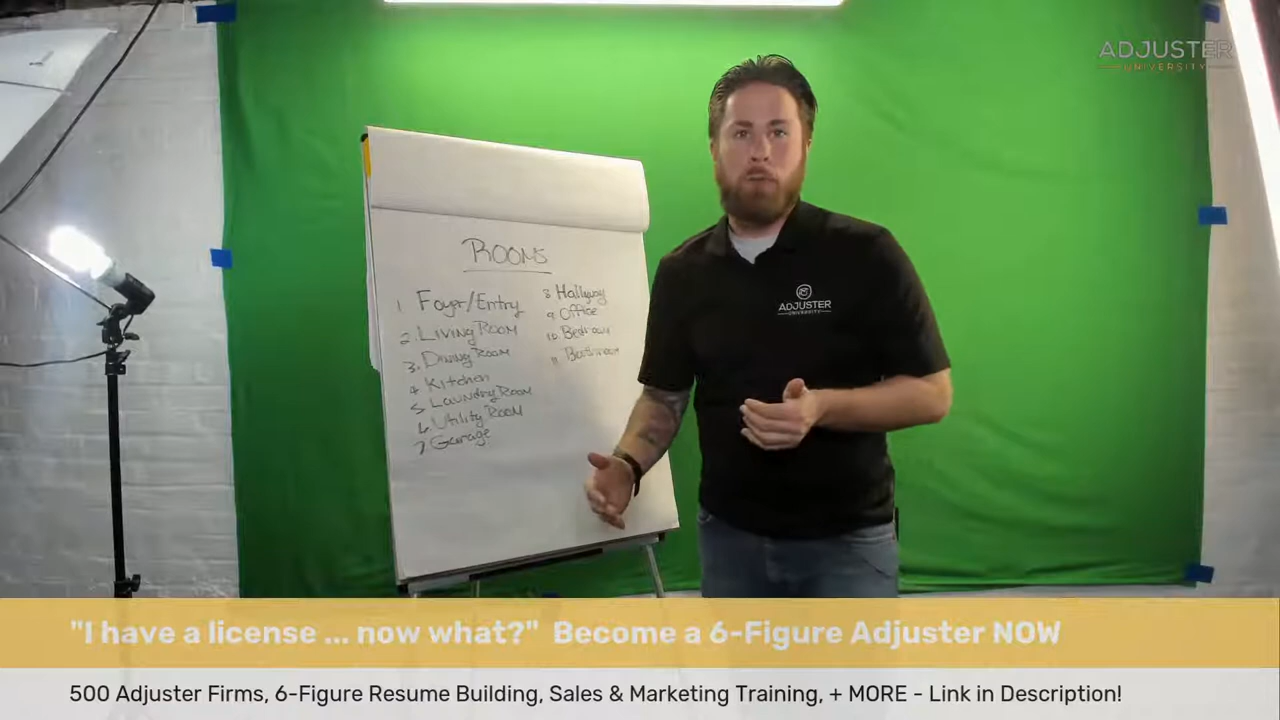 ADJUSTER
UNIVERSITY
ROOMS
1 Foyer/Entry
2. LIVING ROOM
3. DINING ROOM
4 Kitchen
5 LAUNDRY ROOM
6 Utility ROOM
7 Garage
8 Hallway
9 Office
10 Bedroom
11 Bathroom
ADJUSTER
UNIVERSITY
"I have a license ... now what?" Become a 6-Figure Adjuster NOW
500 Adjuster Firms, 6-Figure Resume Building, Sales & Marketing Training, + MORE - Link in Description!